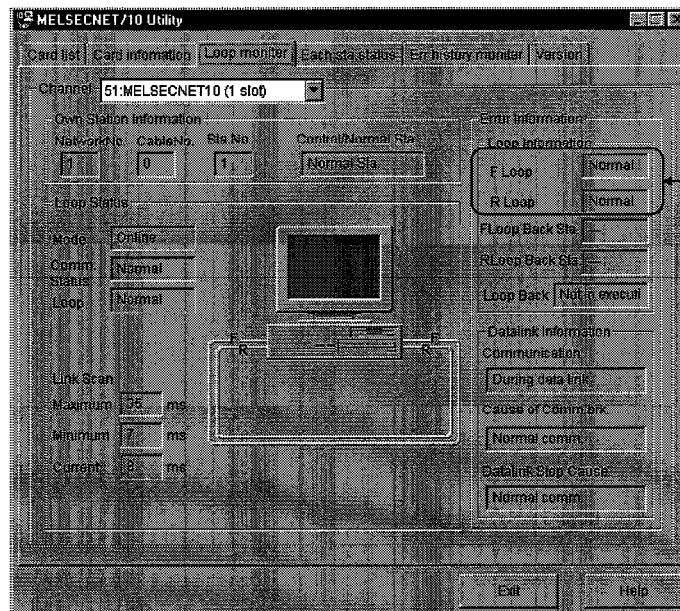 MELSECNET/10 Utility
Card list Card infomation Loop moniter Each sta.status Err.history monitor Version
Channel 51:MELSECNET10 (1 slot)
Own Station Information
NetworkNo. CableNo. Sta.No. Control/Normal Sta.
1 0 1 Normal Sta.
Error Information
Loop Information
F Loop Normal
R Loop Normal
FLoop Back Sta. ---
RLoop Back Sta. ---
Loop Back Not in executi
Loop Status
Mode Online
Comm. Status Normal
Loop Normal
F R F R
Link Scan
Maximum 35 ms
Minimum 7 ms
Current 8 ms
Datalink Information
Communication
During data link
Cause of Comm.brk.
Normal comm.
Datalink Stop Cause
Normal comm.
Exit Help